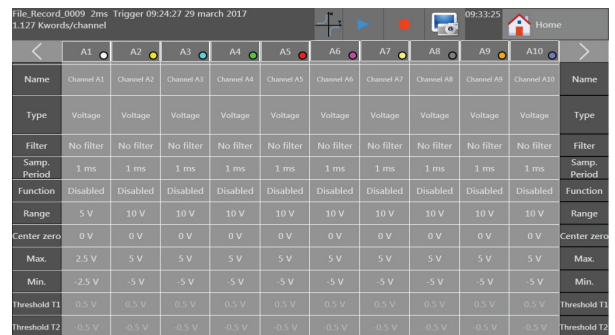 File_Record_0009 2ms Trigger 09:24:27 29 march 2017
1.127 Kwords/channel
09:33:25
Home
A1 A2 A3 A4 A5 A6 A7 A8 A9 A10
Name Channel A1 Channel A2 Channel A3 Channel A4 Channel A5 Channel A6 Channel A7 Channel A8 Channel A9 Channel A10 Name
Type Voltage Voltage Voltage Voltage Voltage Voltage Voltage Voltage Voltage Voltage Type
Filter No filter No filter No filter No filter No filter No filter No filter No filter No filter No filter Filter
Samp. Period 1 ms 1 ms 1 ms 1 ms 1 ms 1 ms 1 ms 1 ms 1 ms 1 ms Samp. Period
Function Disabled Disabled Disabled Disabled Disabled Disabled Disabled Disabled Disabled Disabled Function
Range 5 V 10 V 10 V 10 V 10 V 10 V 10 V 10 V 10 V 10 V Range
Center zero 0 V 0 V 0 V 0 V 0 V 0 V 0 V 0 V 0 V 0 V Center zero
Max. 2.5 V 5 V 5 V 5 V 5 V 5 V 5 V 5 V 5 V 5 V Max.
Min. -2.5 V -5 V -5 V -5 V -5 V -5 V -5 V -5 V -5 V -5 V Min.
Threshold T1 0.5 V 0.5 V 0.5 V 0.5 V 0.5 V 0.5 V 0.5 V 0.5 V 0.5 V 0.5 V Threshold T1
Threshold T2 -0.5 V -0.5 V -0.5 V -0.5 V -0.5 V -0.5 V -0.5 V -0.5 V -0.5 V -0.5 V Threshold T2